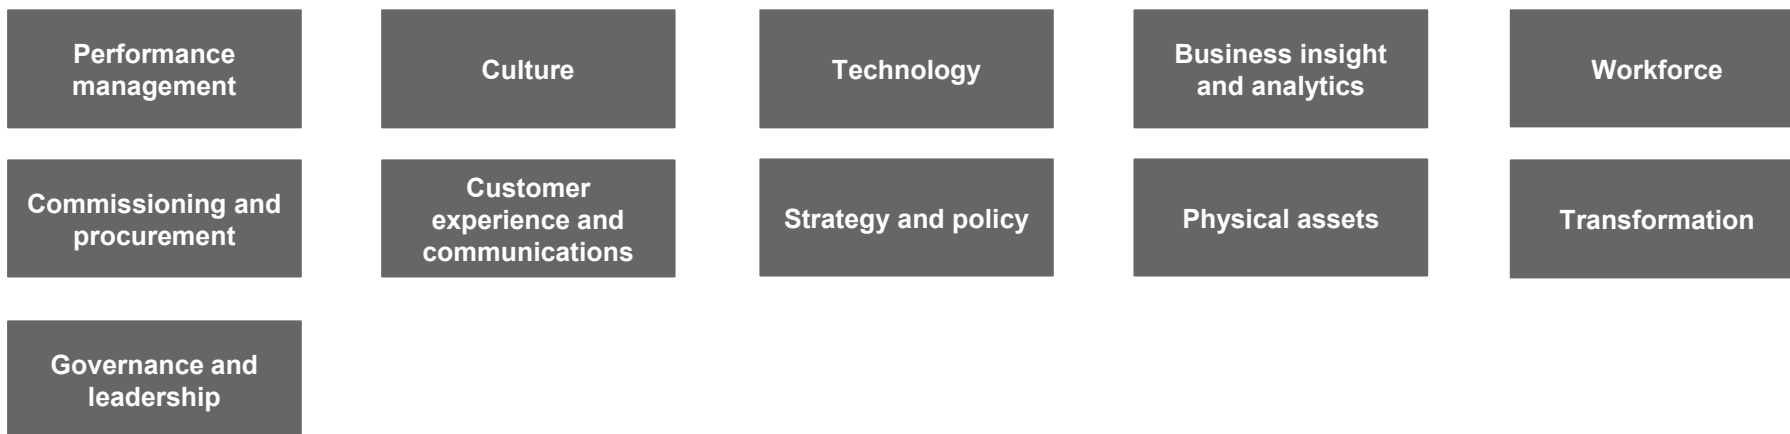 Performance
management
Culture
Technology
Business insight
and analytics
Workforce
Commissioning and
procurement
Customer
experience and
communications
Strategy and policy
Physical assets
Transformation
Governance and
leadership